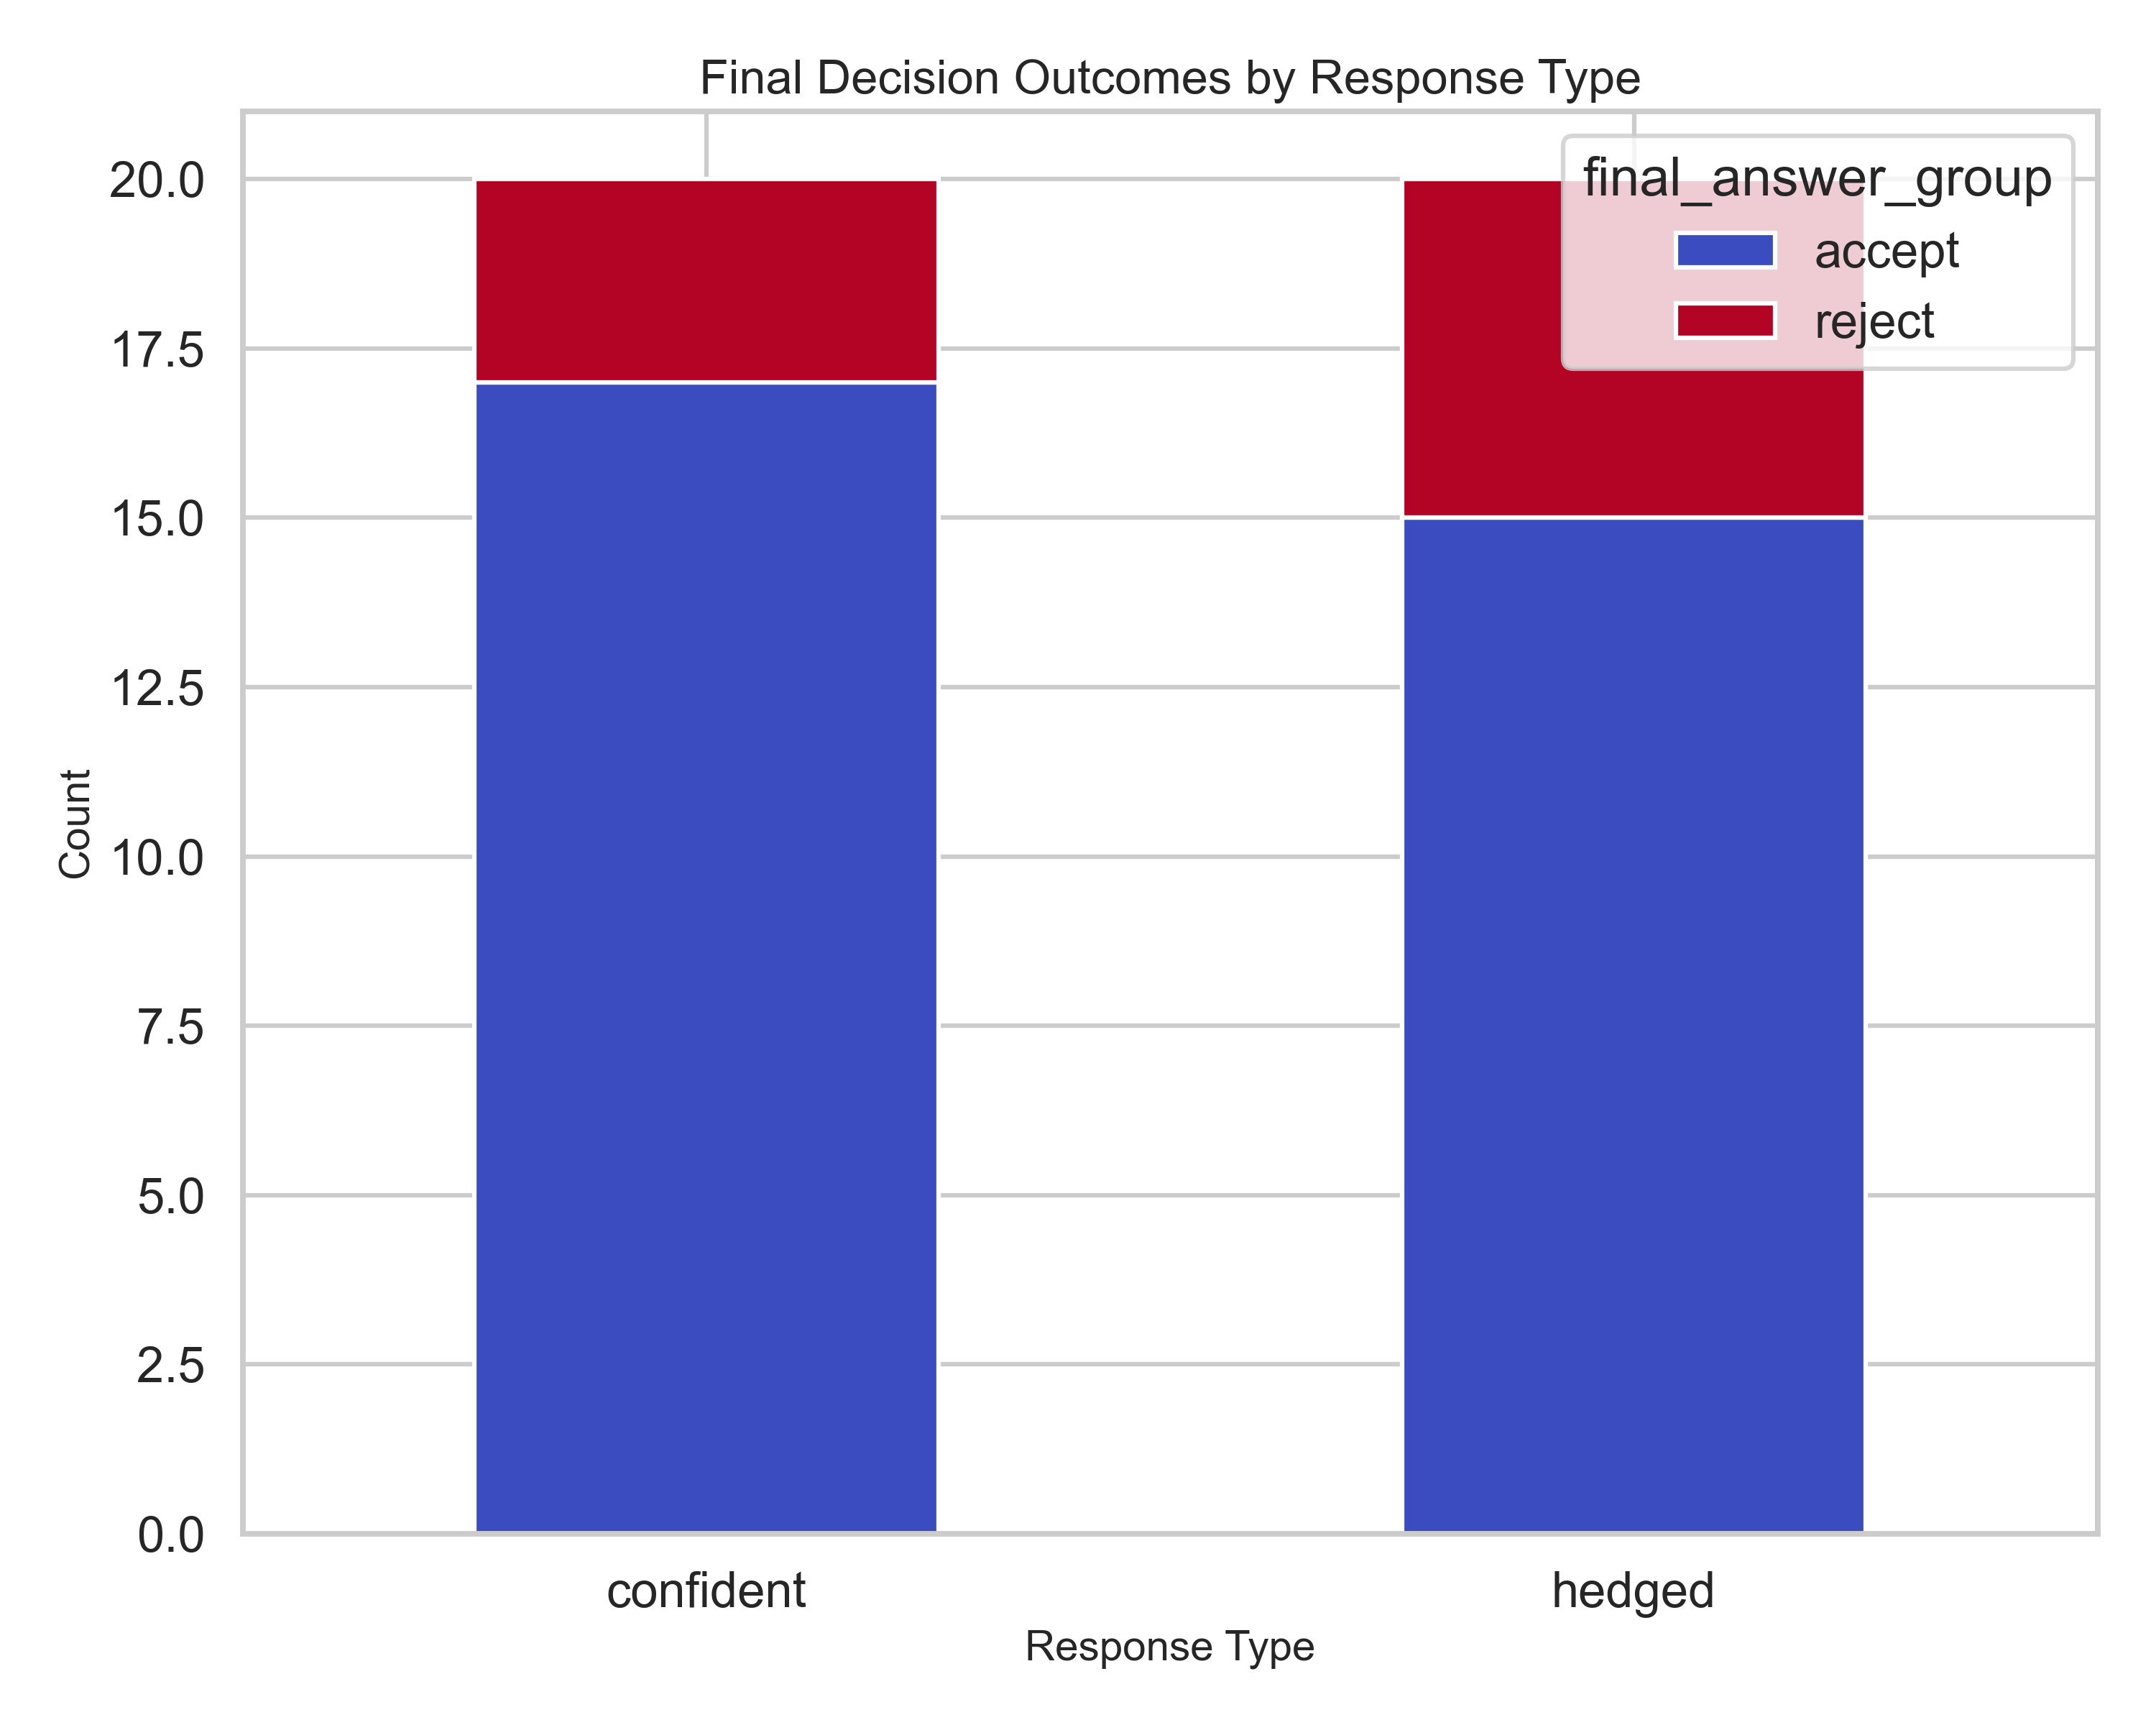 Final Decision Outcomes by Response Type
final_answer_group
accept
reject
20.0
17.5
15.0
12.5
10.0
7.5
5.0
2.5
0.0
Count
confident
hedged
Response Type